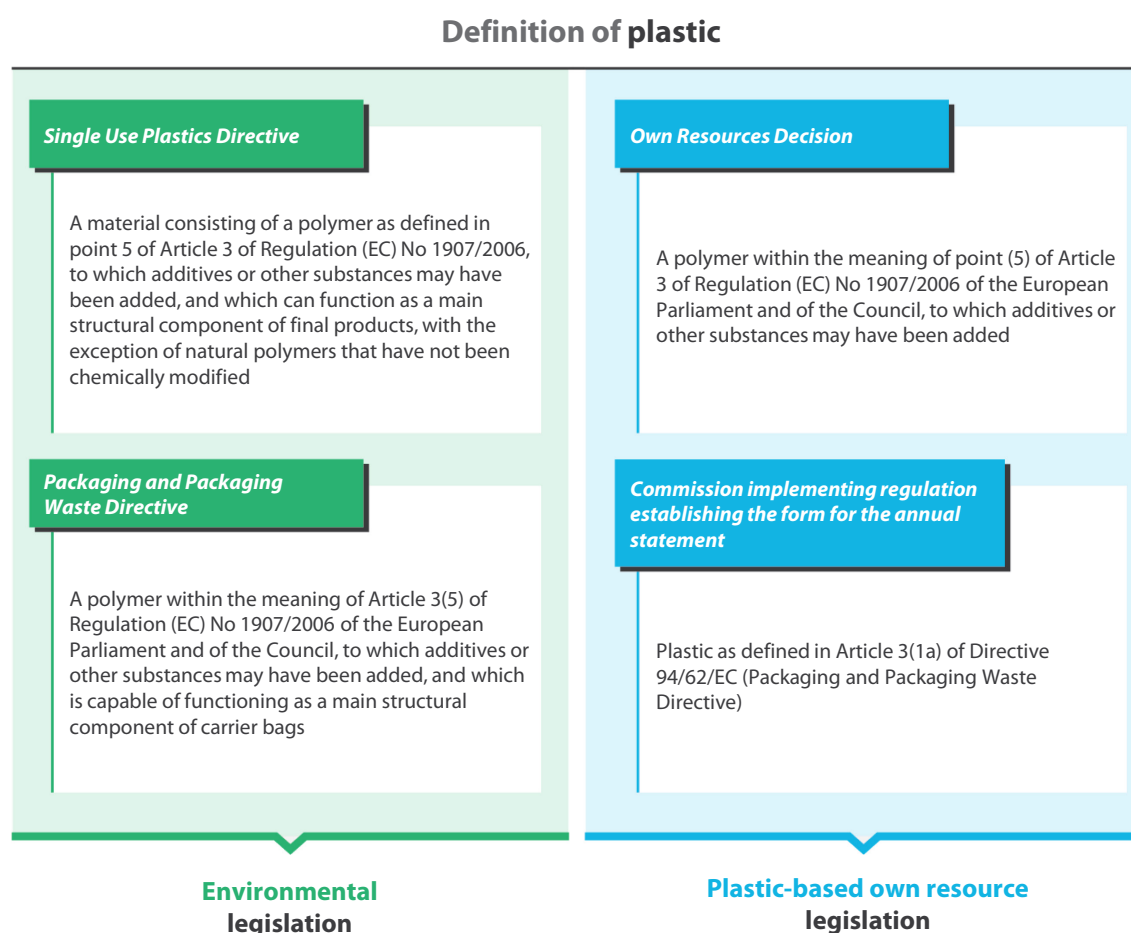 Definition of plastic
Single Use Plastics Directive
A material consisting of a polymer as defined in
point 5 of Article 3 of Regulation (EC) No 1907/2006,
to which additives or other substances may have
been added, and which can function as a main
structural component of final products, with the
exception of natural polymers that have not been
chemically modified
Packaging and Packaging
Waste Directive
A polymer within the meaning of Article 3(5) of
Regulation (EC) No 1907/2006 of the European
Parliament and of the Council, to which additives or
other substances may have been added, and which
is capable of functioning as a main structural
component of carrier bags
Environmental
legislation
Own Resources Decision
A polymer within the meaning of point (5) of Article
3 of Regulation (EC) No 1907/2006 of the European
Parliament and of the Council, to which additives or
other substances may have been added
Commission implementing regulation
establishing the form for the annual
statement
Plastic as defined in Article 3(1a) of Directive
94/62/EC (Packaging and Packaging Waste
Directive)
Plastic-based own resource
legislation